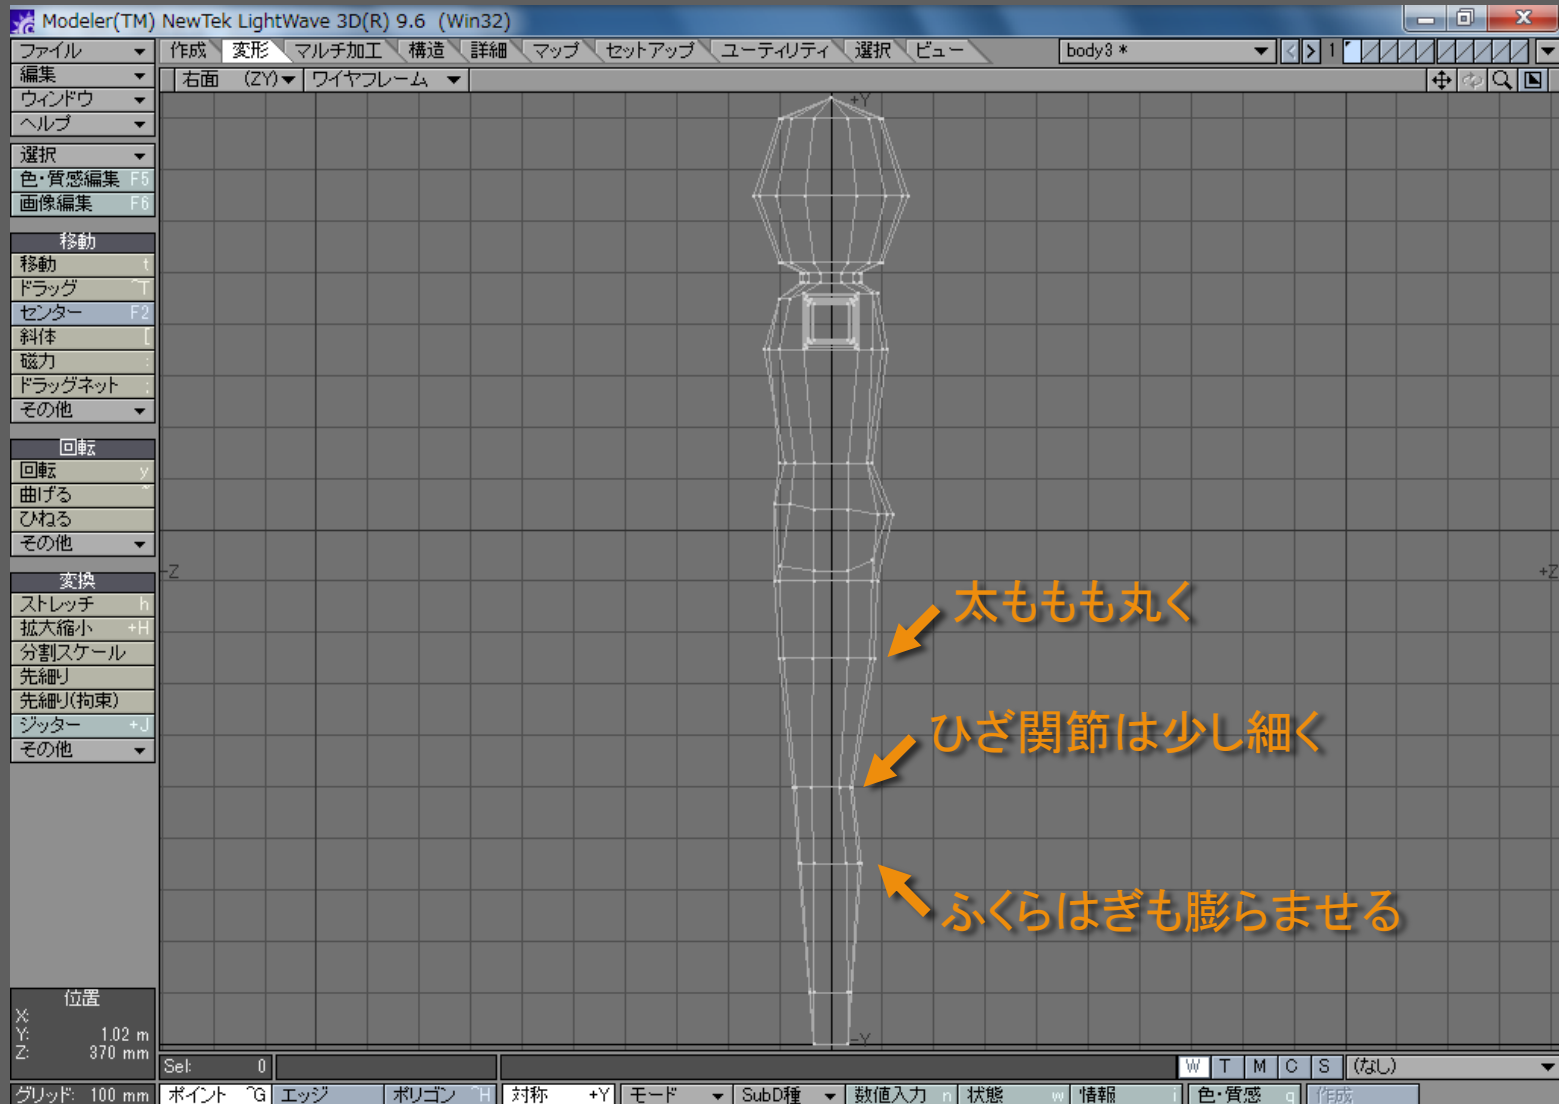 Modeler(TM) NewTek LightWave 3D(R) 9.6 (Win32)
ファイル 作成 変形 マルチ加工 構造 詳細 マップ セットアップ ユーティリティ 選択 ビュー body3 * < > 1
編集 右面 (ZY) ワイヤフレーム
ウィンドウ
ヘルプ
選択
色・質感編集 F5
画像編集 F6
移動
移動 t
ドラッグ ^T
センター F2
斜体 [
磁力 :
ドラッグネット ;
その他
回転
回転 y
曲げる ~
ひねる
その他
変換
ストレッチ h
拡大縮小 +H
分割スケール
先細り
先細り(拘束)
ジッター +J
その他
+Y
-Z
+Z
太ももも丸く
ひざ関節は少し細く
ふくらはぎも膨らませる
-Y
位置
X:
Y: 1.02 m
Z: 370 mm
Sel: 0 W T M C S (なし)
グリッド: 100 mm ポイント ^G エッジ ポリゴン ^H 対称 +Y モード SubD種 数値入力 n 状態 w 情報 i 色・質感 q 作成